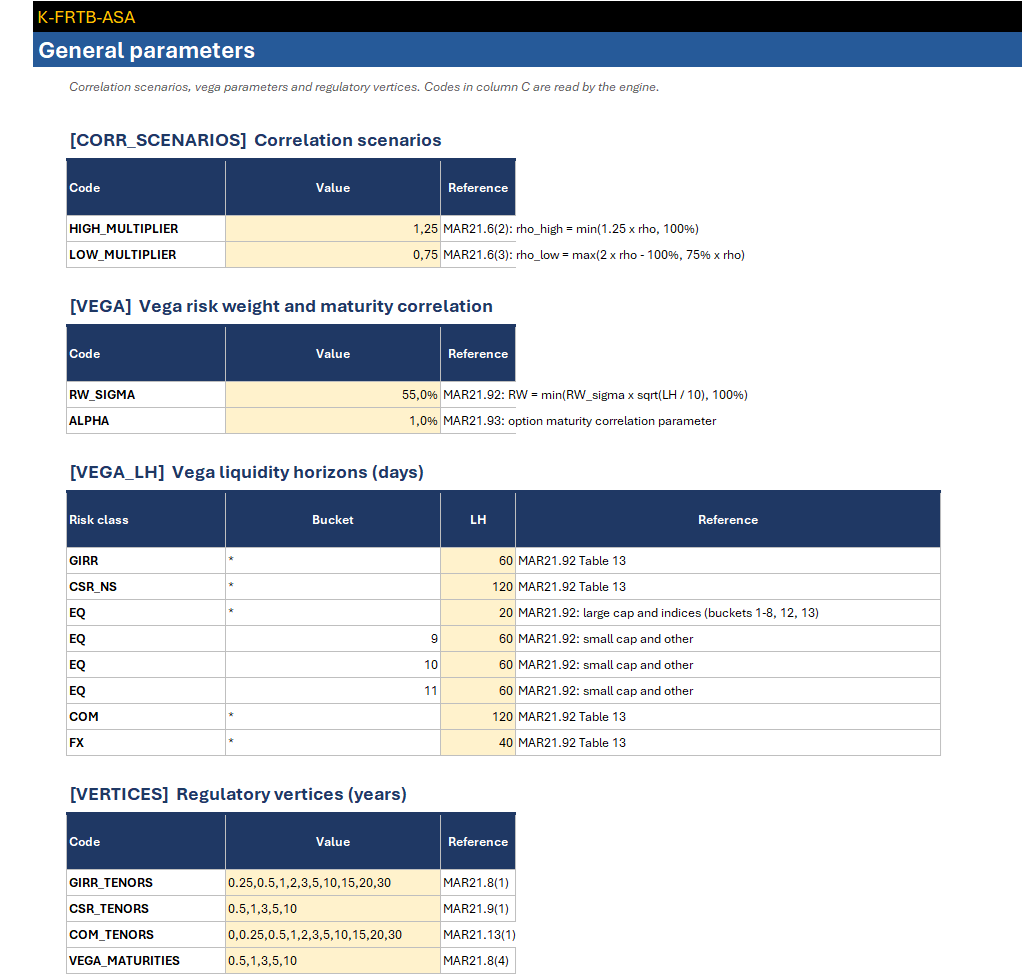 K-FRTB-ASA
General parameters
Correlation scenarios, vega parameters and regulatory vertices. Codes in column C are read by the engine.
[CORR_SCENARIOS] Correlation scenarios
Code Value Reference
HIGH_MULTIPLIER 1,25 MAR21.6(2): rho_high = min(1.25 x rho, 100%)
LOW_MULTIPLIER 0,75 MAR21.6(3): rho_low = max(2 x rho - 100%, 75% x rho)
[VEGA] Vega risk weight and maturity correlation
Code Value Reference
RW_SIGMA 55,0% MAR21.92: RW = min(RW_sigma x sqrt(LH / 10), 100%)
ALPHA 1,0% MAR21.93: option maturity correlation parameter
[VEGA_LH] Vega liquidity horizons (days)
Risk class Bucket LH Reference
GIRR * 60 MAR21.92 Table 13
CSR_NS * 120 MAR21.92 Table 13
EQ * 20 MAR21.92: large cap and indices (buckets 1-8, 12, 13)
EQ 9 60 MAR21.92: small cap and other
EQ 10 60 MAR21.92: small cap and other
EQ 11 60 MAR21.92: small cap and other
COM * 120 MAR21.92 Table 13
FX * 40 MAR21.92 Table 13
[VERTICES] Regulatory vertices (years)
Code Value Reference
GIRR_TENORS 0.25,0.5,1,2,3,5,10,15,20,30 MAR21.8(1)
CSR_TENORS 0.5,1,3,5,10 MAR21.9(1)
COM_TENORS 0,0.25,0.5,1,2,3,5,10,15,20,30 MAR21.13(1)
VEGA_MATURITIES 0.5,1,3,5,10 MAR21.8(4)